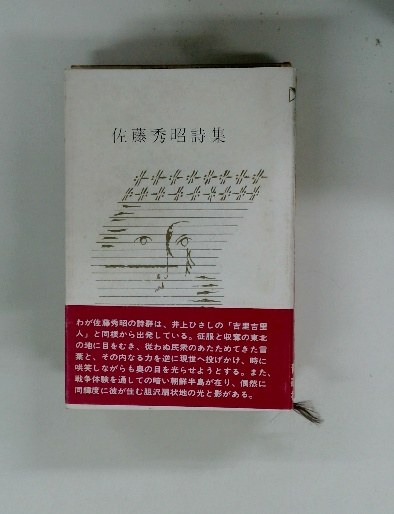 佐藤秀昭詩集
わが佐藤秀昭の詩群は、井上ひさしの「吉里吉里
人」と同様から出発している。征服と収奪の東北
の地に目をむき、従わぬ民衆のあたためてきた言
葉と、その内なる力を逆に現世へ投げかけ、時に
哄笑しながらも奥の目を光らせようとする。また、
戦争体験を通しての暗い朝鮮半島が在り、偶然に
同緯度に彼が住む胆沢扇状地の光と影がある。